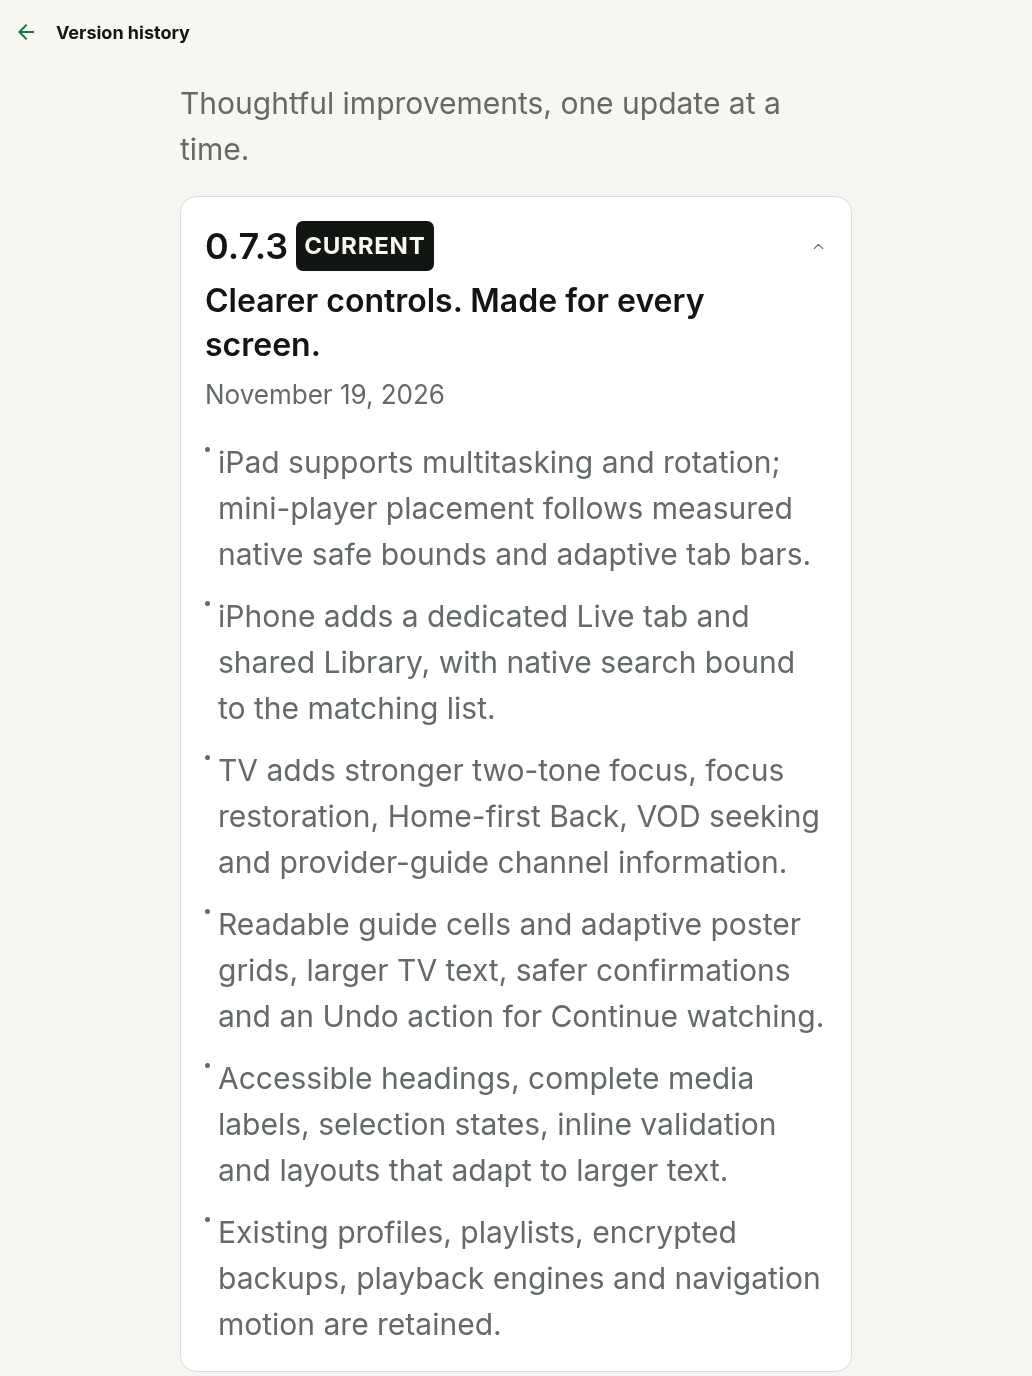 Version history
Thoughtful improvements, one update at a
time.
0.7.3 CURRENT
Clearer controls. Made for every
screen.
November 19, 2026
• iPad supports multitasking and rotation;
mini-player placement follows measured
native safe bounds and adaptive tab bars.
• iPhone adds a dedicated Live tab and
shared Library, with native search bound
to the matching list.
• TV adds stronger two-tone focus, focus
restoration, Home-first Back, VOD seeking
and provider-guide channel information.
• Readable guide cells and adaptive poster
grids, larger TV text, safer confirmations
and an Undo action for Continue watching.
• Accessible headings, complete media
labels, selection states, inline validation
and layouts that adapt to larger text.
• Existing profiles, playlists, encrypted
backups, playback engines and navigation
motion are retained.